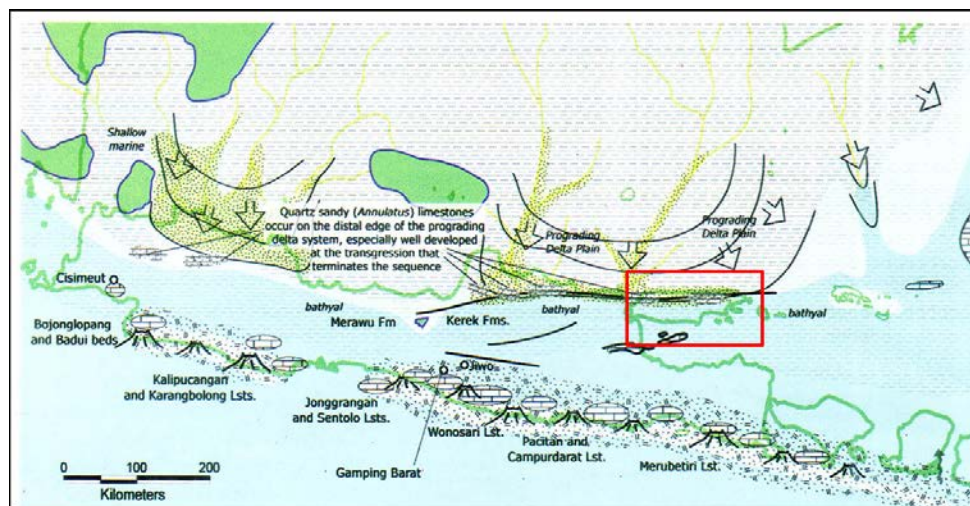 Shallow
marine
Quartz sandy (Annulatus) limestones
occur on the distal edge of the prograding
delta system, especially well developed
at the transgression that
terminates the sequence
Prograding
Delta Plain
Prograding
Delta Plain
Cisimeut
bathyal
Merawu Fm
Kerek Fms.
bathyal
bathyal
Bojonglopang
and Badui beds
Jiwo
Kalipucangan
and Karangbolong Lsts.
Jonggrangan
and Sentolo Lsts.
Wonosari Lst.
Pacitan and
Campurdarat Lst.
Merubetiri Lst.
Gamping Barat
0 100 200
Kilometers